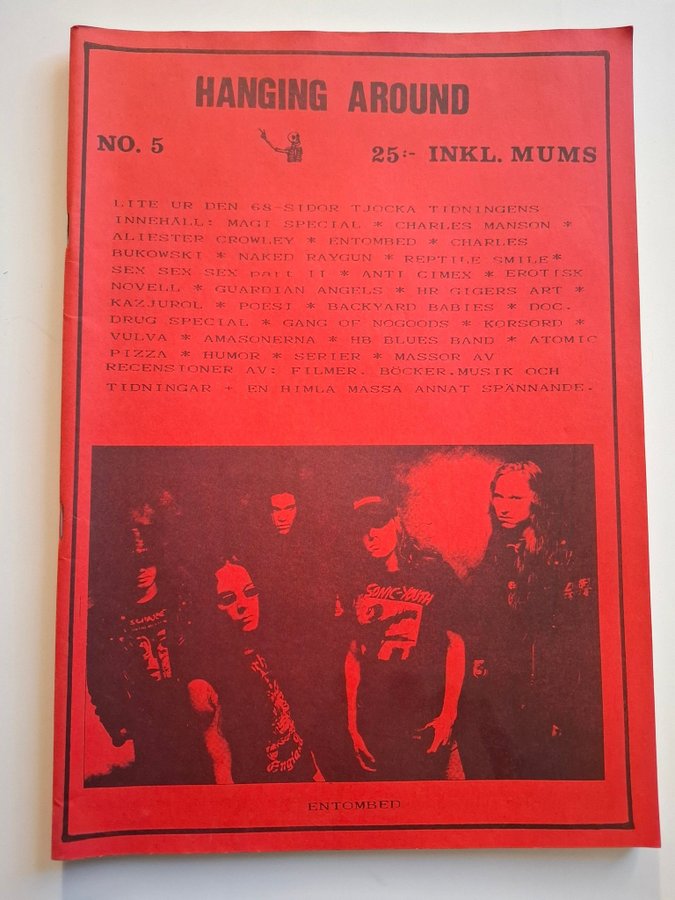 HANGING AROUND
NO. 5
25:- INKL. MUMS
LITE UR DEN 68-SIDOR TJOCKA TIDNINGENS
INNEHÅLL: MAGI SPECIAL * CHARLES MANSON *
ALIESTER CROWLEY * ENTOMBED * CHARLES
BUKOWSKI * NAKED RAYGUN * REPTILE SMILE*
SEX SEX SEX part II * ANTI CIMEX * EROTISK
NOVELL * GUARDIAN ANGELS * HR GIGERS ART *
KAZJUROL * POESI * BACKYARD BABIES * DOC.
DRUG SPECIAL * GANG OF NOGOODS * KORSORD *
VULVA * AMASONERNA * HB BLUES BAND * ATOMIC
PIZZA * HUMOR * SERIER * MASSOR AV
RECENSIONER AV: FILMER. BÖCKER.MUSIK OCH
TIDNINGAR + EN HIMLA MASSA ANNAT SPÄNNANDE.
SONIC-YOUTH
England
ENTOMBED